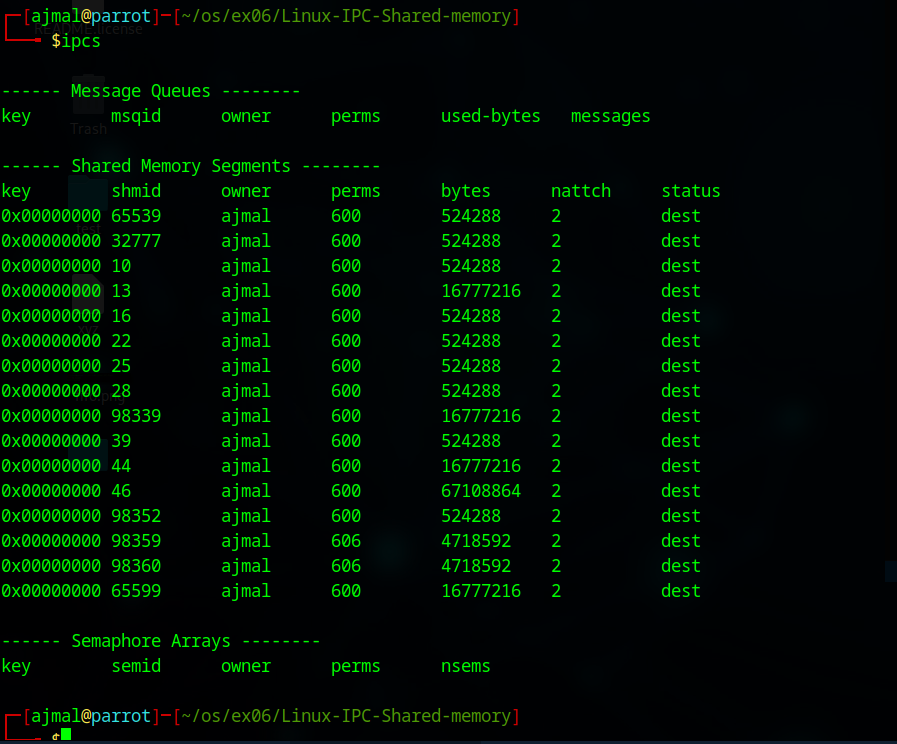 [ajmal@parrot]─[~/os/ex06/Linux-IPC-Shared-memory]
$ipcs
------ Message Queues --------
key        msqid      owner      perms      used-bytes   messages
Trash
------ Shared Memory Segments --------
key        shmid      owner      perms      bytes      nattch     status
0x00000000 65539      ajmal      600        524288     2          dest
0x00000000 32777      ajmal      600        524288     2          dest
0x00000000 10         ajmal      600        524288     2          dest
0x00000000 13         ajmal      600        16777216   2          dest
0x00000000 16         ajmal      600        524288     2          dest
0x00000000 22         ajmal      600        524288     2          dest
0x00000000 25         ajmal      600        524288     2          dest
0x00000000 28         ajmal      600        524288     2          dest
0x00000000 98339      ajmal      600        16777216   2          dest
0x00000000 39         ajmal      600        524288     2          dest
0x00000000 44         ajmal      600        16777216   2          dest
0x00000000 46         ajmal      600        67108864   2          dest
0x00000000 98352      ajmal      600        524288     2          dest
0x00000000 98359      ajmal      606        4718592    2          dest
0x00000000 98360      ajmal      606        4718592    2          dest
0x00000000 65599      ajmal      600        16777216   2          dest
------ Semaphore Arrays --------
key        semid      owner      perms      nsems
[ajmal@parrot]─[~/os/ex06/Linux-IPC-Shared-memory]
$